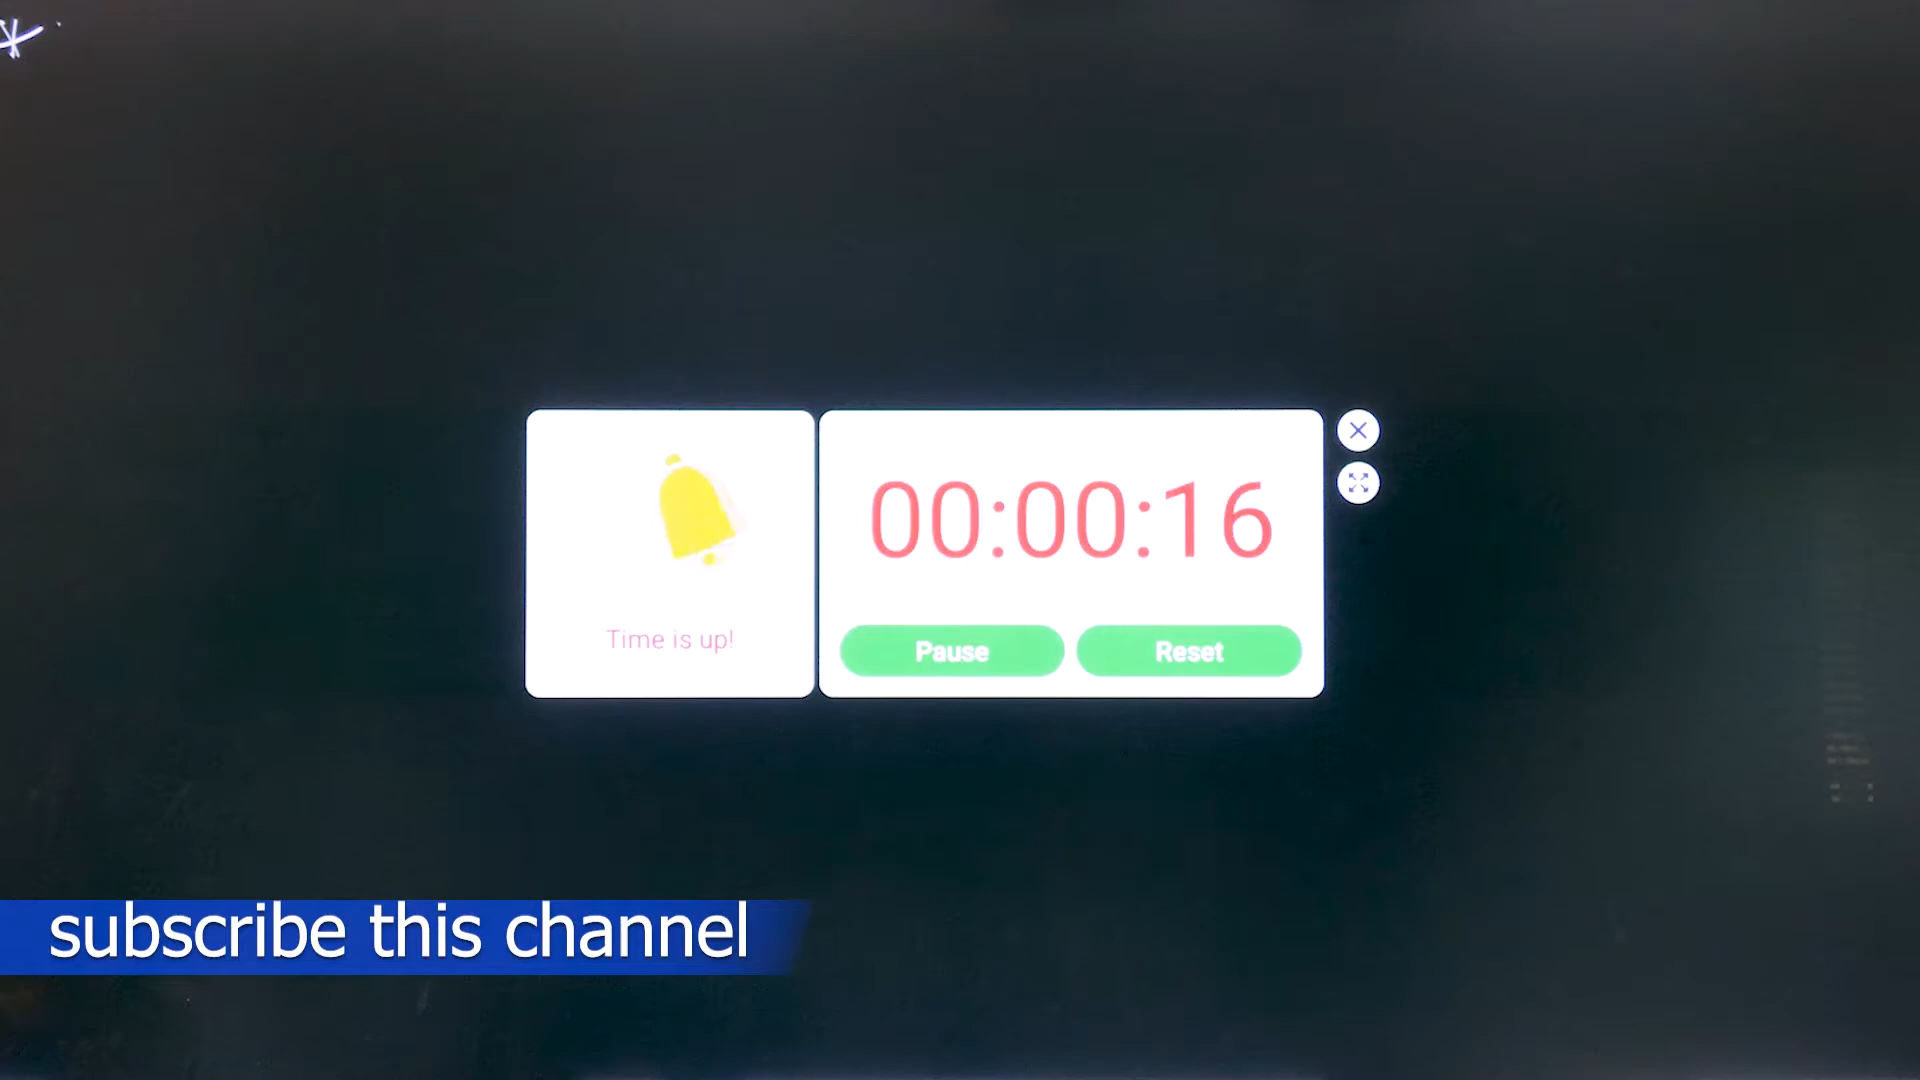 00:00:16
Time is up!
Pause
Reset
subscribe this channel